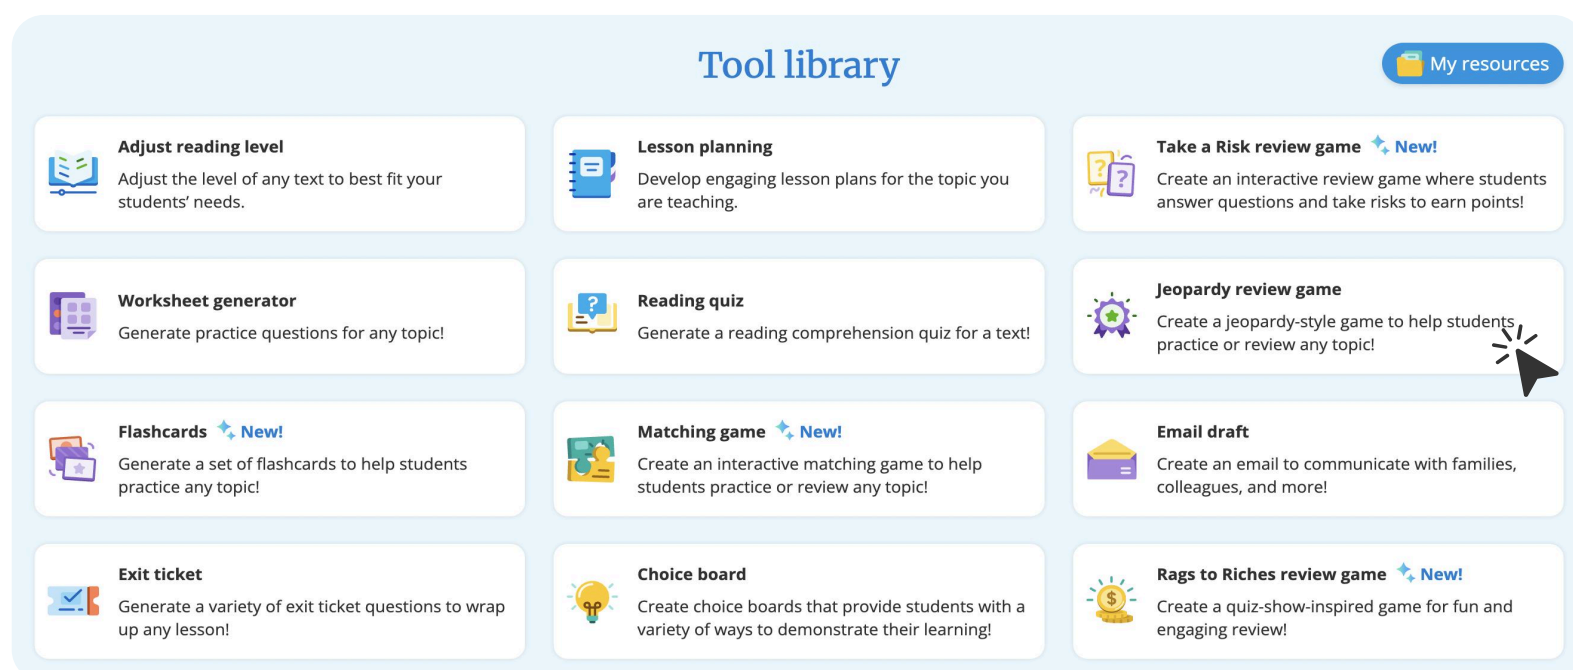 Tool library
My resources
Adjust reading level
Adjust the level of any text to best fit your
students’ needs.
Lesson planning
Develop engaging lesson plans for the topic you
are teaching.
Take a Risk review game New!
Create an interactive review game where students
answer questions and take risks to earn points!
Worksheet generator
Generate practice questions for any topic!
?
Reading quiz
Generate a reading comprehension quiz for a text!
Jeopardy review game
Create a jeopardy-style game to help students
practice or review any topic!
Flashcards New!
Generate a set of flashcards to help students
practice any topic!
Matching game New!
Create an interactive matching game to help
students practice or review any topic!
Email draft
Create an email to communicate with families,
colleagues, and more!
Exit ticket
Generate a variety of exit ticket questions to wrap
up any lesson!
Choice board
Create choice boards that provide students with a
variety of ways to demonstrate their learning!
$
Rags to Riches review game New!
Create a quiz-show-inspired game for fun and
engaging review!